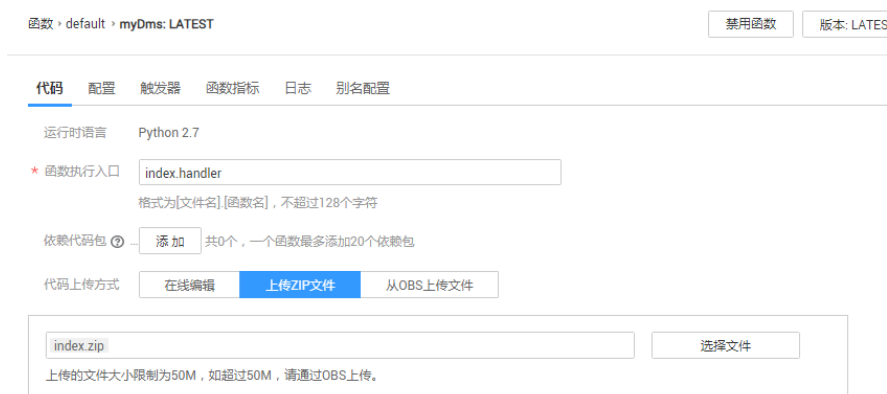 函数 › default › myDms: LATEST
禁用函数
版本: LATES
代码 配置 触发器 函数指标 日志 别名配置
运行时语言 Python 2.7
* 函数执行入口 index.handler
格式为[文件名].[函数名]，不超过128个字符
依赖代码包 ? ... 添加 共0个，一个函数最多添加20个依赖包
代码上传方式 在线编辑 上传ZIP文件 从OBS上传文件
index.zip 选择文件
上传的文件大小限制为50M，如超过50M，请通过OBS上传。